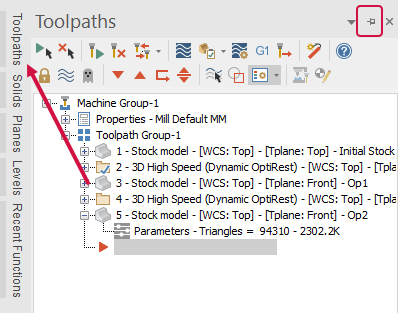 Toolpaths
Toolpaths
Solids
Planes
Levels
Recent Functions
G1
Machine Group-1
Properties - Mill Default MM
Toolpath Group-1
1 - Stock model - [WCS: Top] - [Tplane: Top] - Initial Stock
2 - 3D High Speed (Dynamic OptiRest) - [WCS: Top] - [Tpl
3 - Stock model - [WCS: Top] - [Tplane: Front] - Op1
4 - 3D High Speed (Dynamic OptiRest) - [WCS: Top] - [Tpl
5 - Stock model - [WCS: Top] - [Tplane: Front] - Op2
Parameters - Triangles = 94310 - 2302.2K